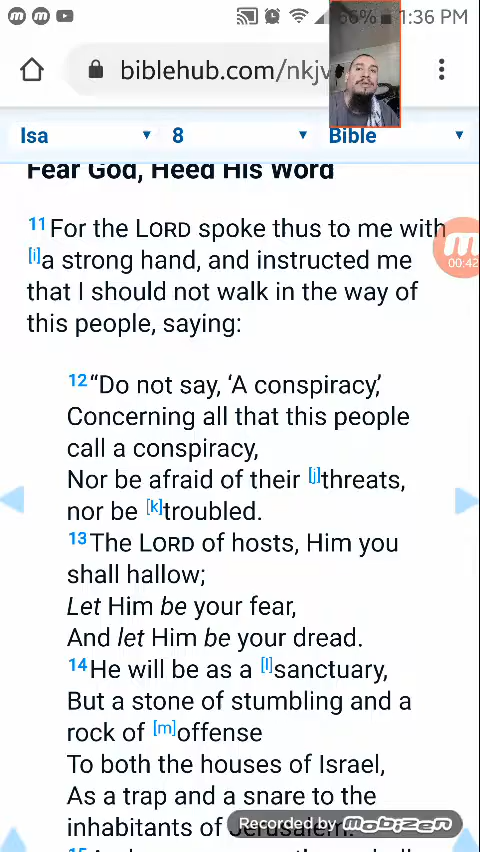 66% 1:36 PM
biblehub.com/nkjv
Isa 8 Bible
Fear God, Heed His Word
11 For the LORD spoke thus to me with
[i]a strong hand, and instructed me
that I should not walk in the way of
this people, saying:
00:42
12 “Do not say, ‘A conspiracy,’
Concerning all that this people
call a conspiracy,
Nor be afraid of their [j]threats,
nor be [k]troubled.
13 The LORD of hosts, Him you
shall hallow;
Let Him be your fear,
And let Him be your dread.
14 He will be as a [l]sanctuary,
But a stone of stumbling and a
rock of [m]offense
To both the houses of Israel,
As a trap and a snare to the
inhabitants of Jerusalem.
Recorded by mobizen